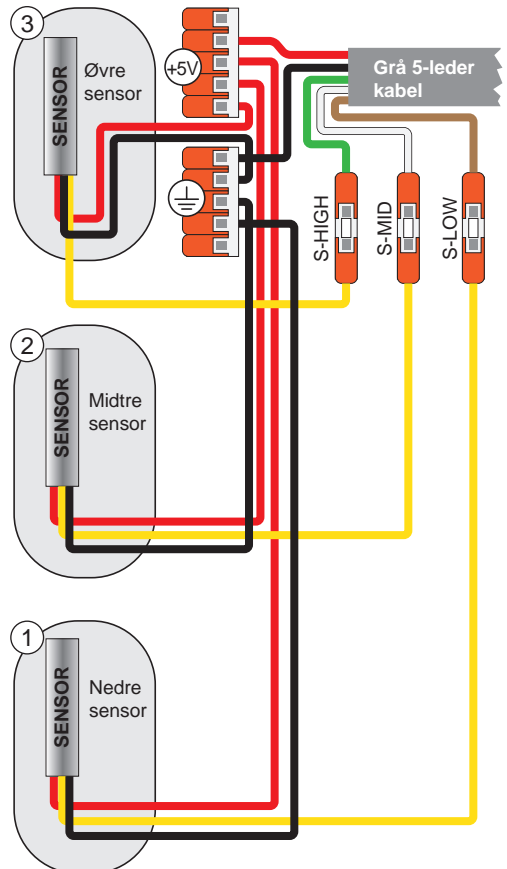 3
SENSOR
Øvre
sensor
+5V
Grå 5-leder
kabel
S-HIGH
S-MID
S-LOW
2
SENSOR
Midtre
sensor
1
SENSOR
Nedre
sensor